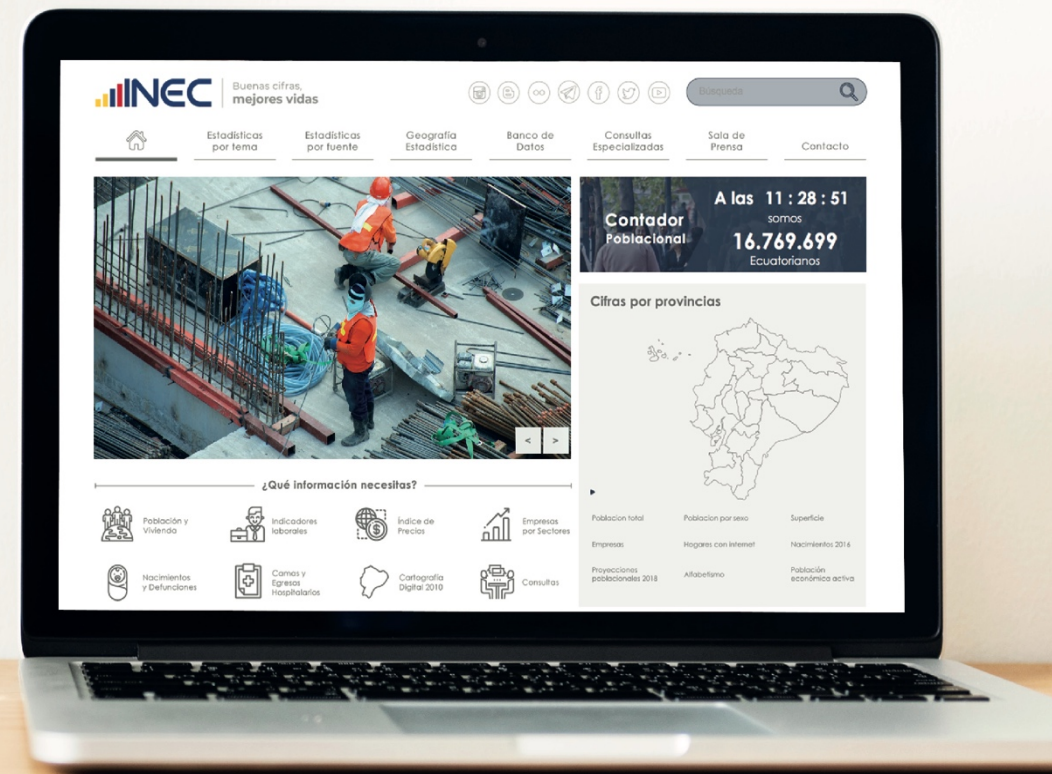 INEC
Buenas cifras,
mejores vidas
Busqueda
Estadísticas
por tema
Estadísticas
por fuente
Geografía
Estadística
Banco de
Datos
Consultas
Especializadas
Sala de
Prensa
Contacto
Contador
Poblacional
A las 11 : 28 : 51
somos
16.769.699
Ecuatorianos
< >
Cifras por provincias
¿Qué información necesitas?
Población y
Vivienda
Indicadores
laborales
Índice de
Precios
Empresas
por Sectores
Nacimientos
y Defunciones
Camas y
Egresos
Hospitalarios
Cartografía
Digital 2010
Consultas
Poblacion total
Poblacion por sexo
Superficie
Empresas
Hogares con Internet
Nacimientos 2016
Proyecciones
poblacionales 2018
Alfabetismo
Población
económica activa